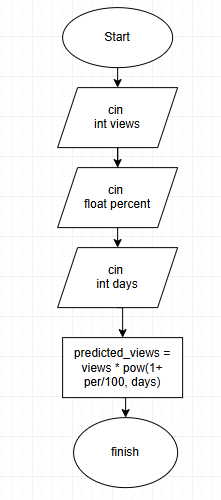 Start
cin
int views
cin
float percent
cin
int days
predicted_views =
views * pow(1+
per/100, days)
finish